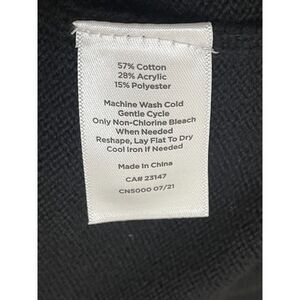 57% Cotton
28% Acrylic
15% Polyester
Machine Wash Cold
Gentle Cycle
Only Non-Chlorine Bleach
When Needed
Reshape, Lay Flat To Dry
Cool Iron If Needed
Made In China
CA# 23147
CN5000 07/21